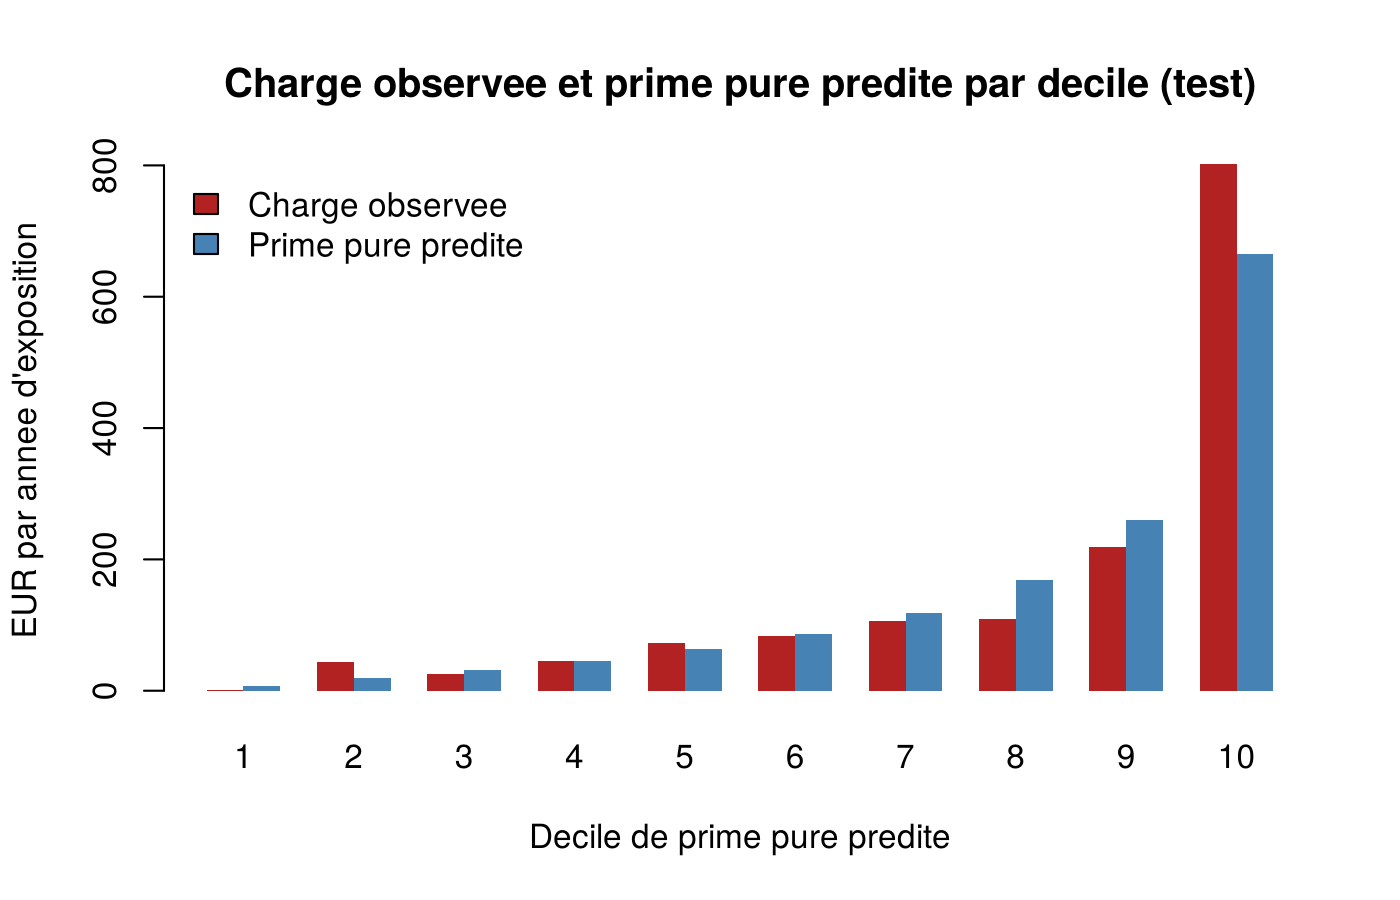 Charge observee et prime pure predite par decile (test)
EUR par annee d'exposition
800
600
400
200
0
Charge observee
Prime pure predite
1 2 3 4 5 6 7 8 9 10
Decile de prime pure predite